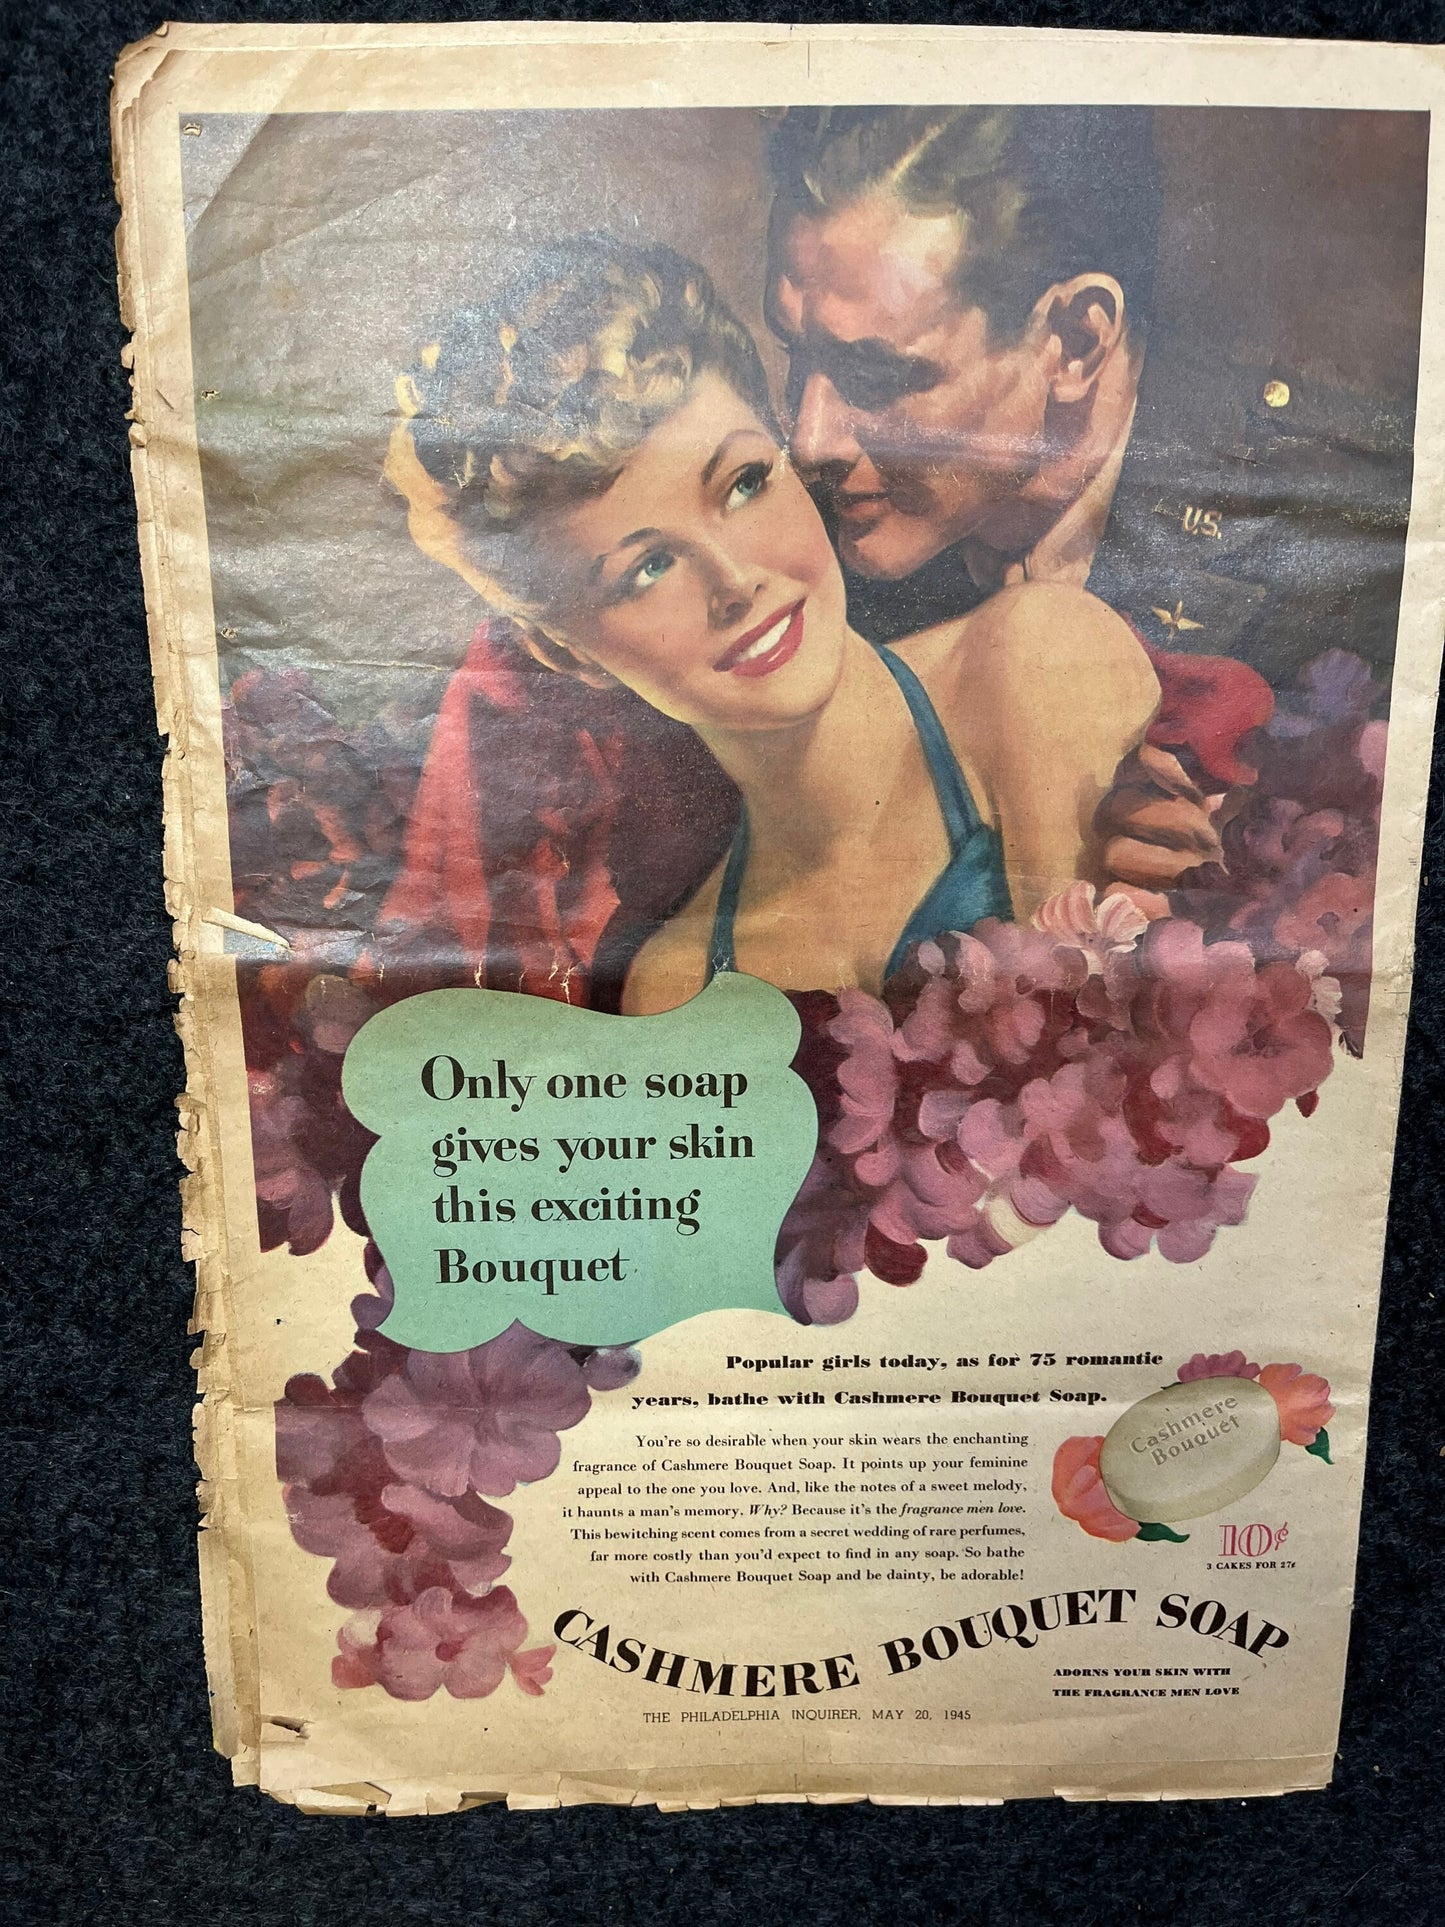 U.S.
Only one soap
gives your skin
this exciting
Bouquet
Popular girls today, as for 75 romantic
years, bathe with Cashmere Bouquet Soap.
You're so desirable when your skin wears the enchanting
fragrance of Cashmere Bouquet Soap. It points up your feminine
appeal to the one you love. And, like the notes of a sweet melody,
it haunts a man's memory. Why? Because it's the fragrance men love.
This bewitching scent comes from a secret wedding of rare perfumes,
far more costly than you'd expect to find in any soap. So bathe
with Cashmere Bouquet Soap and be dainty, be adorable!
Cashmere
Bouquet
10¢
3 CAKES FOR 27¢
CASHMERE BOUQUET SOAP
ADORNS YOUR SKIN WITH
THE FRAGRANCE MEN LOVE
THE PHILADELPHIA INQUIRER, MAY 20, 1945